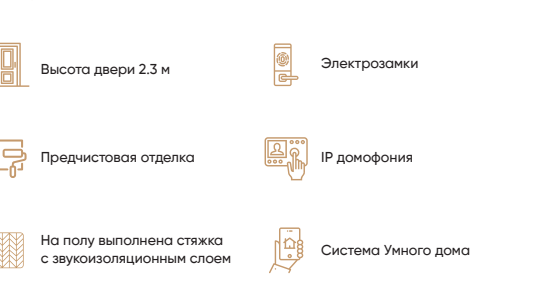 Высота двери 2.3 м
Электрозамки
Предчистовая отделка
IP домофония
На полу выполнена стяжка
с звукоизоляционным слоем
Система Умного дома